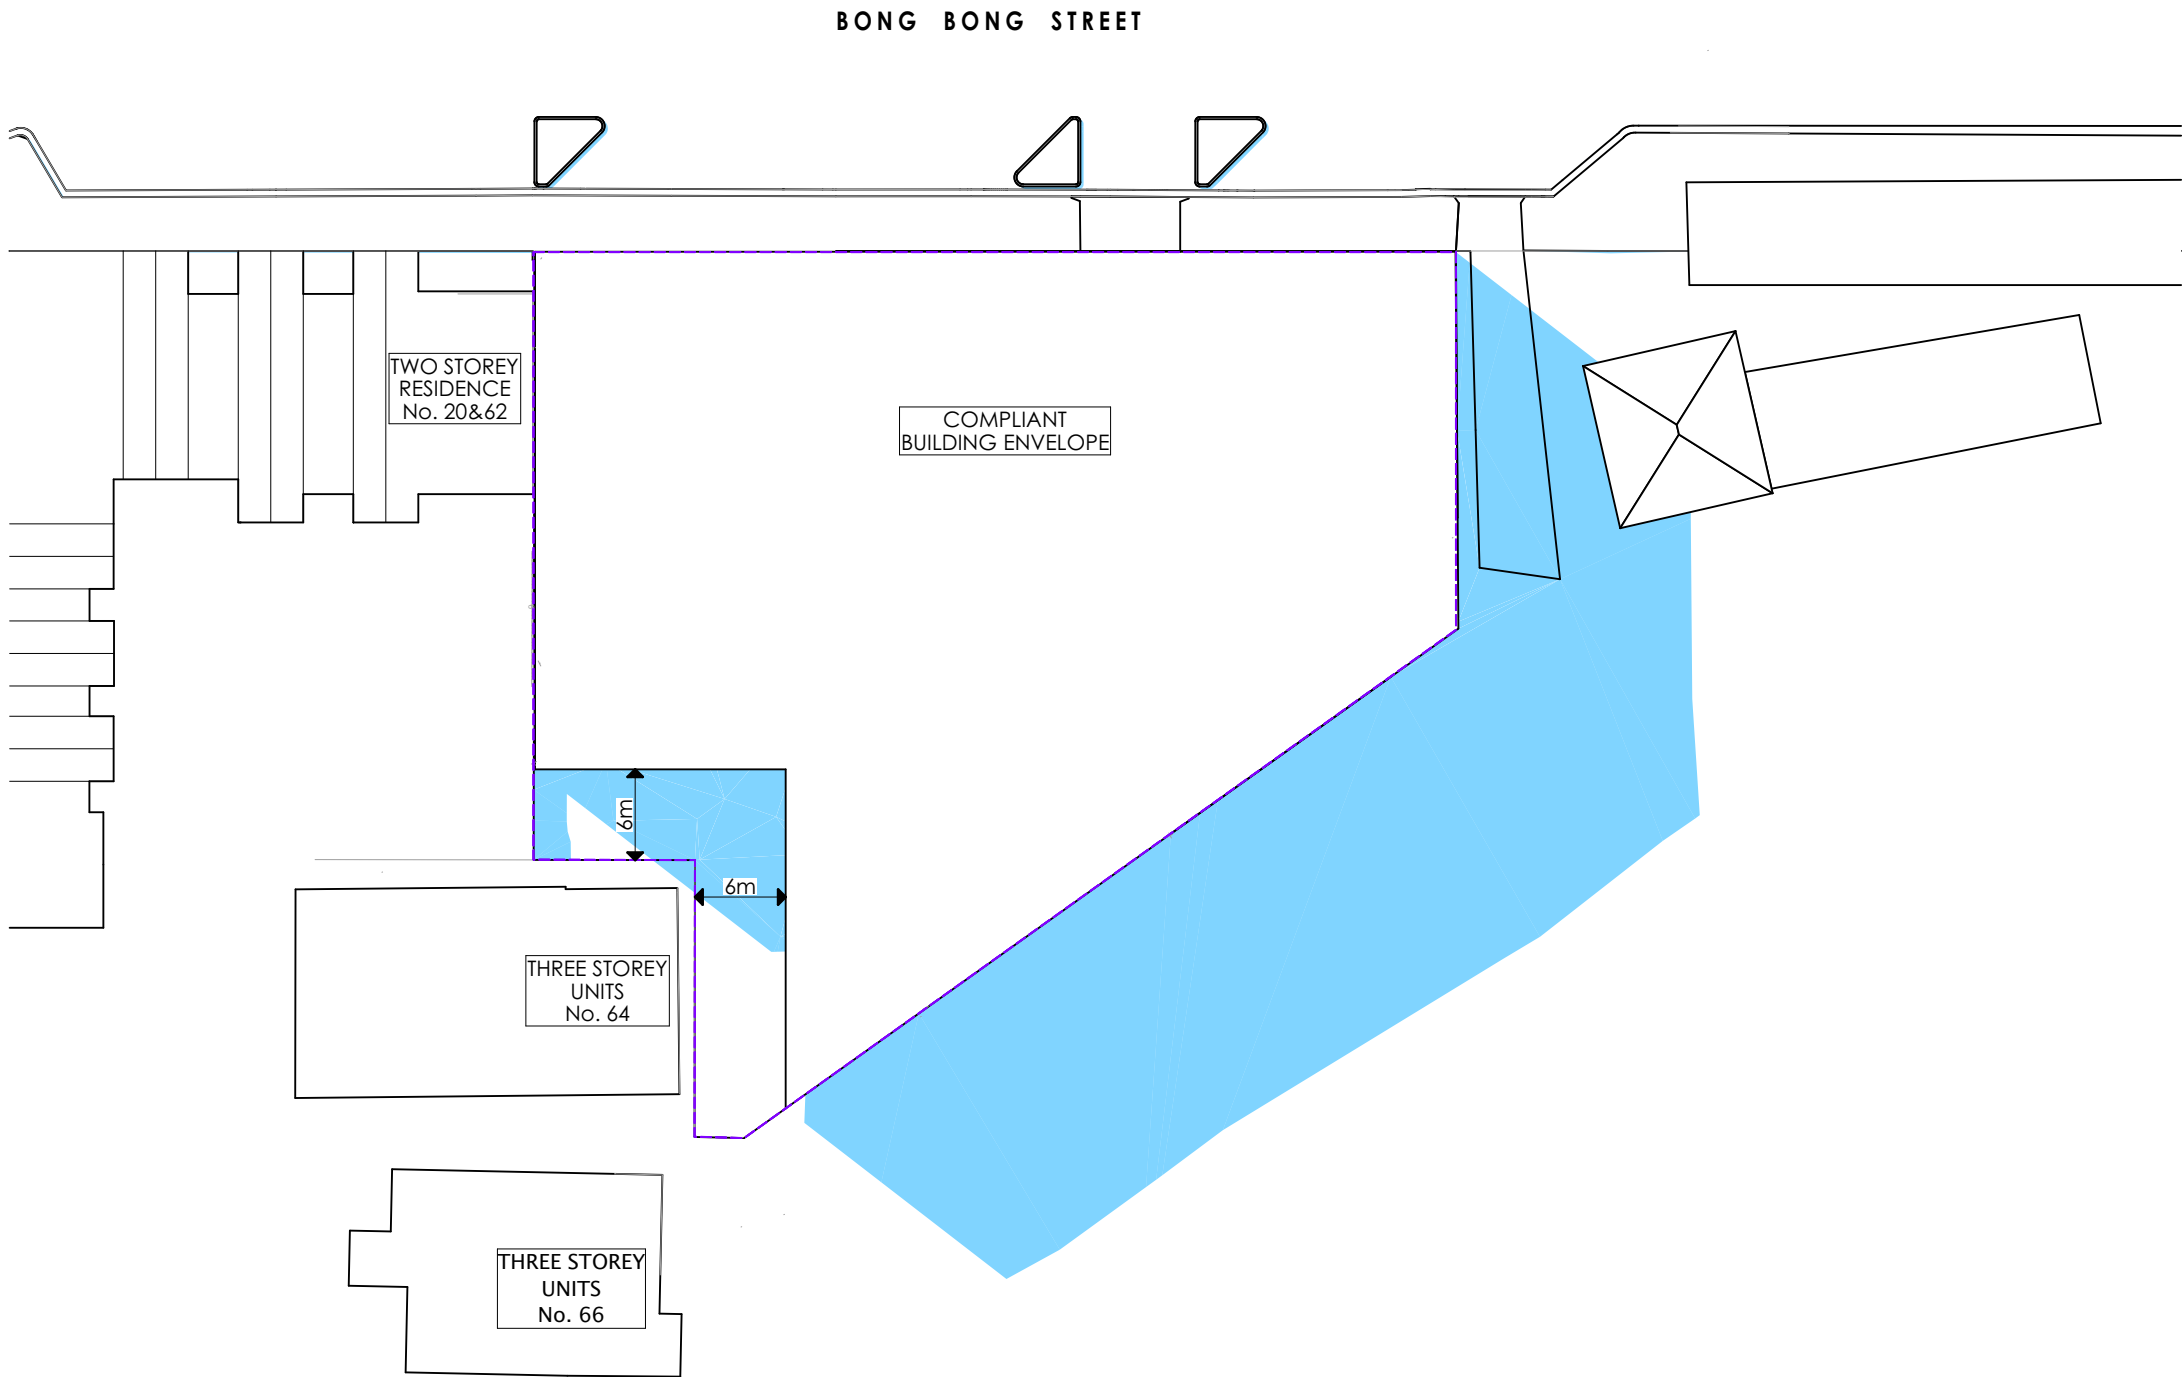 BONG BONG STREET
TWO STOREY
RESIDENCE
No. 20&62
COMPLIANT
BUILDING ENVELOPE
6m
6m
THREE STOREY
UNITS
No. 64
THREE STOREY
UNITS
No. 66